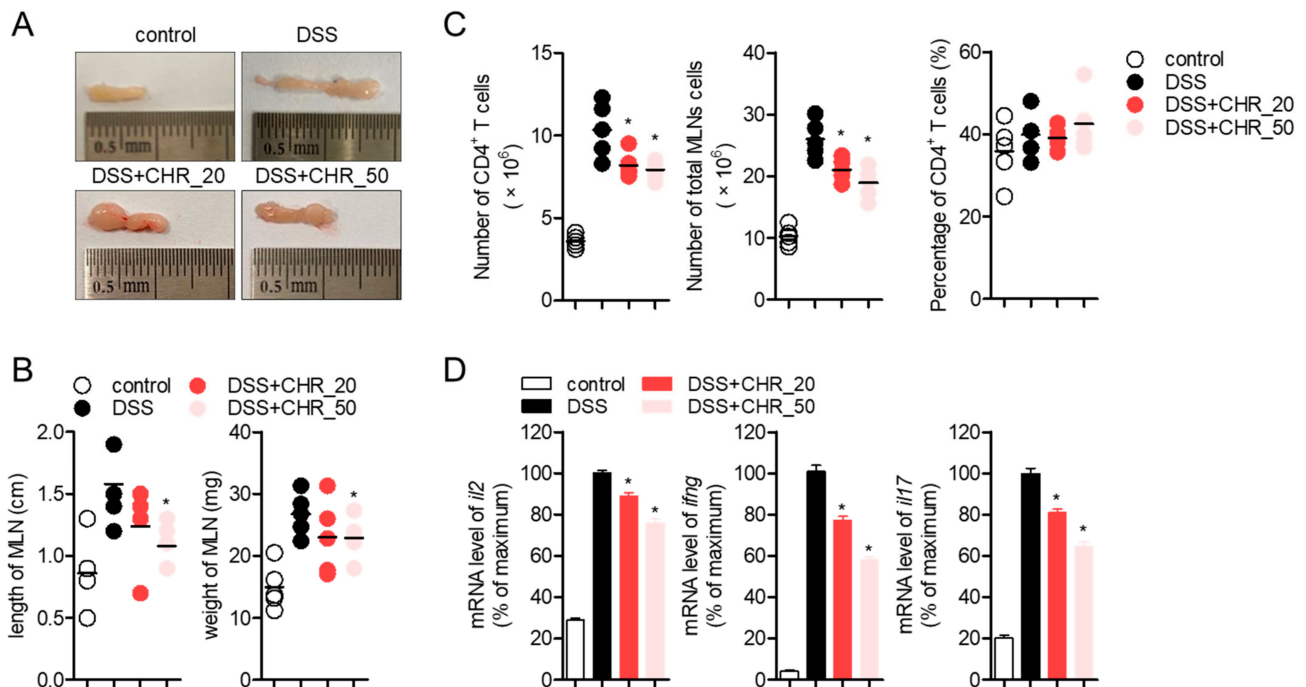 A
control DSS
0.5 mm 0.5 mm
DSS+CHR_20 DSS+CHR_50
0.5 mm 0.5 mm
B
control DSS+CHR_20
DSS DSS+CHR_50
length of MLN (cm)
2.0
1.5
1.0
0.5
0.0
*
weight of MLN (mg)
40
30
20
10
0
*
C
Number of CD4+ T cells
( × 10⁶)
15
10
5
0
* *
Number of total MLNs cells
( × 10⁶)
40
30
20
10
0
* *
Percentage of CD4+ T cells (%)
60
40
20
0
control
DSS
DSS+CHR_20
DSS+CHR_50
D
control DSS+CHR_20
DSS DSS+CHR_50
mRNA level of il2
(% of maximum)
120
100
80
60
40
20
0
* *
mRNA level of ifng
(% of maximum)
120
100
80
60
40
20
0
* *
mRNA level of il17
(% of maximum)
120
100
80
60
40
20
0
* *